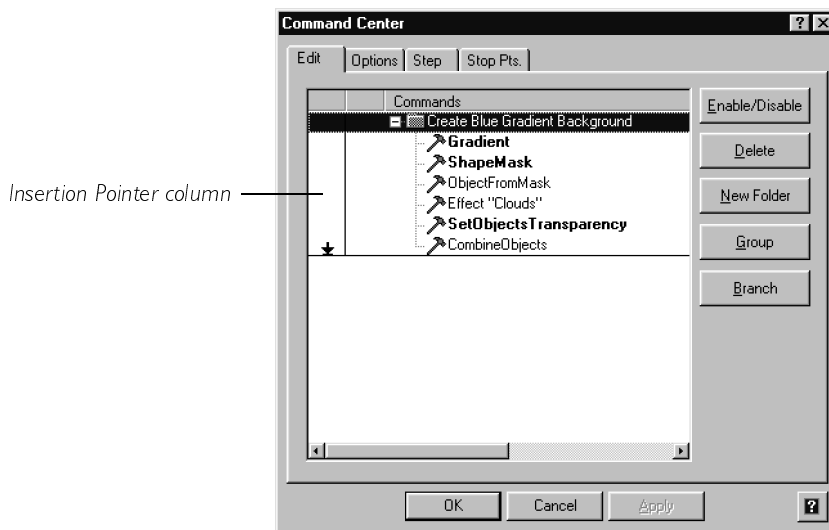 Command Center
Edit Options Step Stop Pts.
Commands
Create Blue Gradient Background
Gradient
ShapeMask
ObjectFromMask
Effect "Clouds"
SetObjectsTransparency
CombineObjects
Enable/Disable
Delete
New Folder
Group
Branch
Insertion Pointer column
OK Cancel Apply